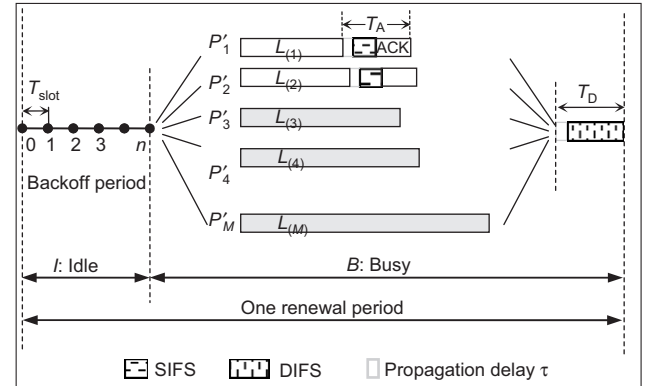 T_A
P′_1 L_(1) ACK
P′_2 L_(2)
T_slot
T_D
P′_3 L_(3)
0 1 2 3 n
P′_4 L_(4)
Backoff period
P′_M L_(M)
I: Idle
B: Busy
One renewal period
SIFS DIFS Propagation delay τ